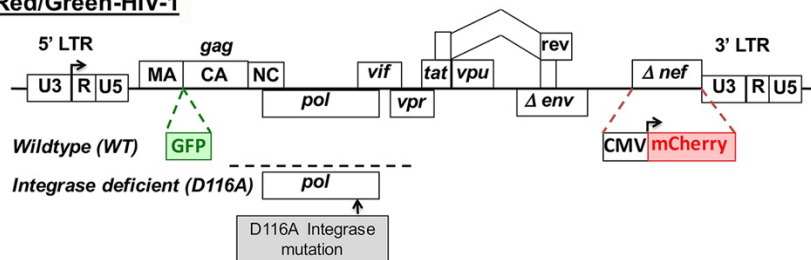 Red/Green-HIV-1
5' LTR
gag
rev
3' LTR
U3 R U5
MA CA NC
vif
tat vpu
Δ nef
U3 R U5
pol
vpr
Δ env
Wildtype (WT)
GFP
CMV mCherry
Integrase deficient (D116A)
pol
D116A Integrase
mutation